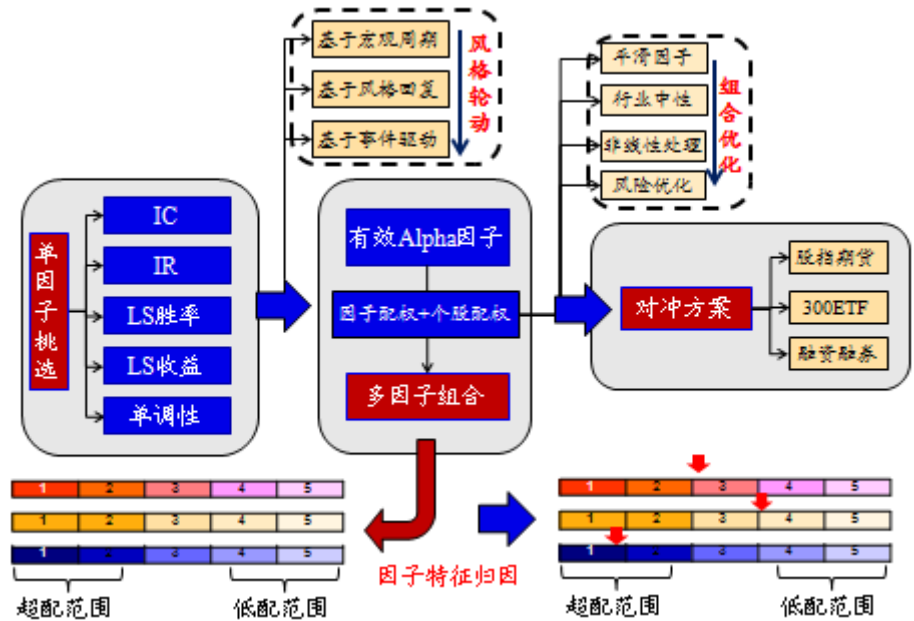 基于宏观周期
基于风格回复
基于事件驱动
风格轮动
平滑因子
行业中性
非线性处理
风险优化
组合优化
单因子挑选
IC
IR
LS胜率
LS收益
单调性
有效Alpha因子
因子配权+个股配权
多因子组合
对冲方案
股指期货
300ETF
融资融券
1 2 3 4 5
1 2 3 4 5
1 2 3 4 5
超配范围
低配范围
因子特征归因
1 2 3 4 5
1 2 3 4 5
1 2 3 4 5
超配范围
低配范围